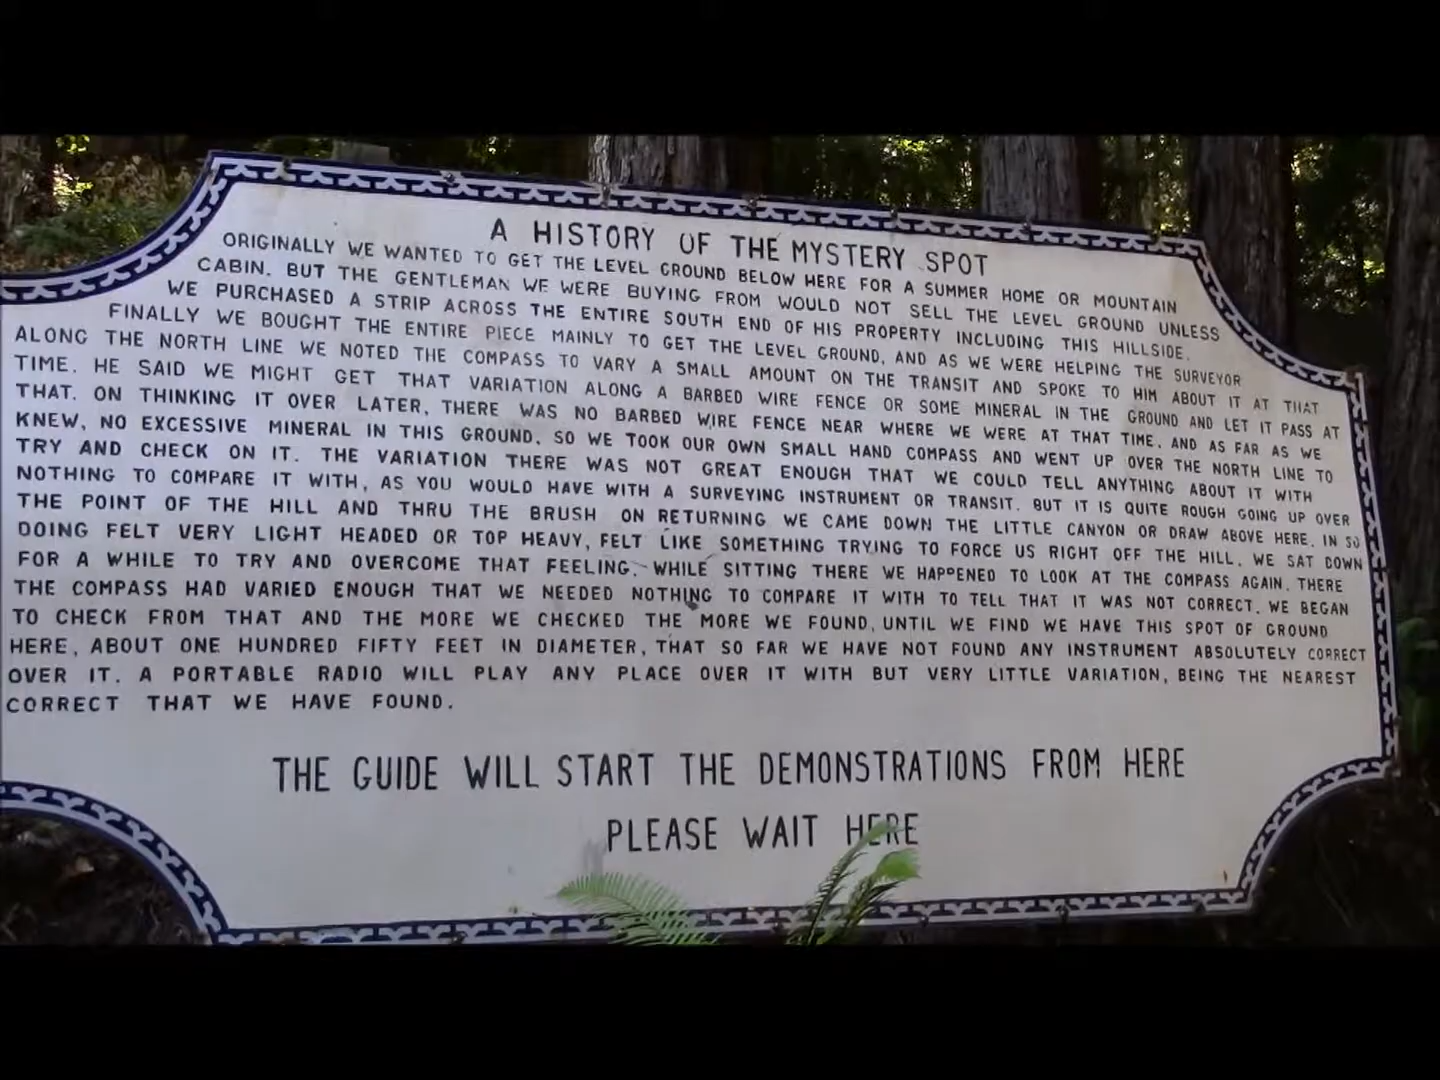 A HISTORY OF THE MYSTERY SPOT
ORIGINALLY WE WANTED TO GET THE LEVEL GROUND BELOW HERE FOR A SUMMER HOME OR MOUNTAIN
CABIN. BUT THE GENTLEMAN WE WERE BUYING FROM WOULD NOT SELL THE LEVEL GROUND UNLESS
WE PURCHASED A STRIP ACROSS THE ENTIRE SOUTH END OF HIS PROPERTY INCLUDING THIS HILLSIDE.
FINALLY WE BOUGHT THE ENTIRE PIECE MAINLY TO GET THE LEVEL GROUND, AND AS WE WERE HELPING THE SURVEYOR
ALONG THE NORTH LINE WE NOTED THE COMPASS TO VARY A SMALL AMOUNT ON THE TRANSIT AND SPOKE TO HIM ABOUT IT AT THAT
TIME. HE SAID WE MIGHT GET THAT VARIATION ALONG A BARBED WIRE FENCE OR SOME MINERAL IN THE GROUND AND LET IT PASS AT
THAT. ON THINKING IT OVER LATER, THERE WAS NO BARBED WIRE FENCE NEAR WHERE WE WERE AT THAT TIME, AND AS FAR AS WE
KNEW, NO EXCESSIVE MINERAL IN THIS GROUND, SO WE TOOK OUR OWN SMALL HAND COMPASS AND WENT UP OVER THE NORTH LINE TO
TRY AND CHECK ON IT. THE VARIATION THERE WAS NOT GREAT ENOUGH THAT WE COULD TELL ANYTHING ABOUT IT WITH
NOTHING TO COMPARE IT WITH, AS YOU WOULD HAVE WITH A SURVEYING INSTRUMENT OR TRANSIT. BUT IT IS QUITE ROUGH GOING UP OVER
THE POINT OF THE HILL AND THRU THE BRUSH ON RETURNING WE CAME DOWN THE LITTLE CANYON OR DRAW ABOVE HERE, IN SO
DOING FELT VERY LIGHT HEADED OR TOP HEAVY, FELT LIKE SOMETHING TRYING TO FORCE US RIGHT OFF THE HILL. WE SAT DOWN
FOR A WHILE TO TRY AND OVERCOME THAT FEELING. WHILE SITTING THERE WE HAPPENED TO LOOK AT THE COMPASS AGAIN. THERE
THE COMPASS HAD VARIED ENOUGH THAT WE NEEDED NOTHING TO COMPARE IT WITH TO TELL THAT IT WAS NOT CORRECT. WE BEGAN
TO CHECK FROM THAT AND THE MORE WE CHECKED THE MORE WE FOUND, UNTIL WE FIND WE HAVE THIS SPOT OF GROUND
HERE, ABOUT ONE HUNDRED FIFTY FEET IN DIAMETER, THAT SO FAR WE HAVE NOT FOUND ANY INSTRUMENT ABSOLUTELY CORRECT
OVER IT. A PORTABLE RADIO WILL PLAY ANY PLACE OVER IT WITH BUT VERY LITTLE VARIATION, BEING THE NEAREST
CORRECT THAT WE HAVE FOUND.
THE GUIDE WILL START THE DEMONSTRATIONS FROM HERE
PLEASE WAIT HERE